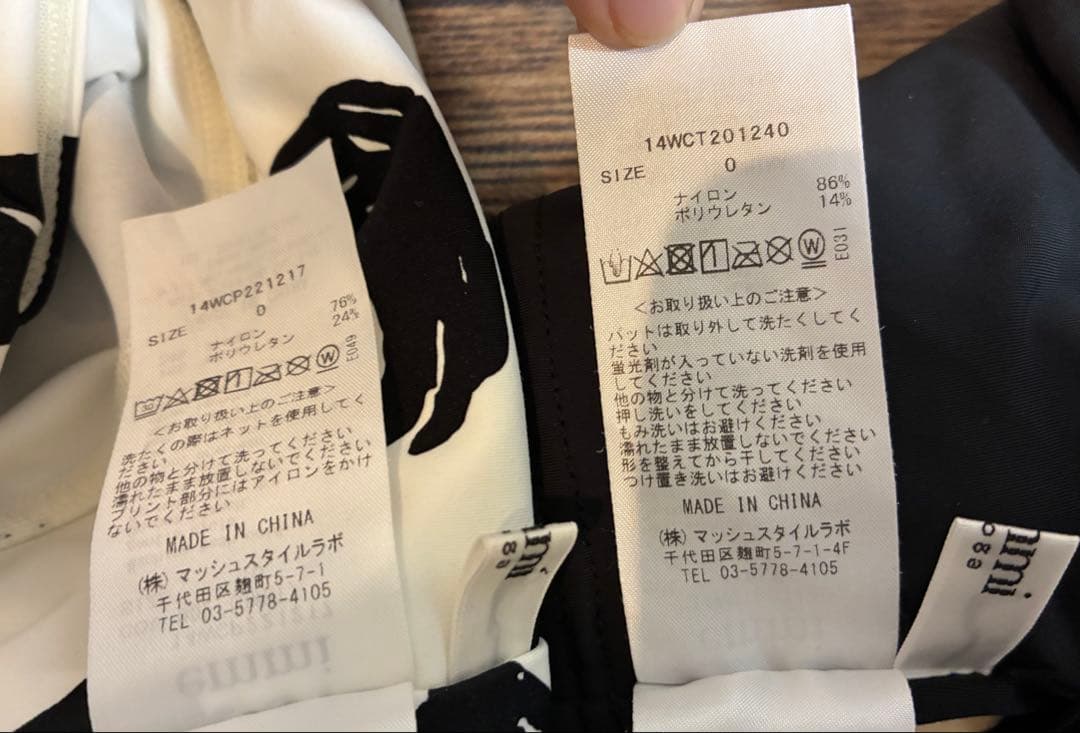 14WCP221217
SIZE 0
ナイロン 76%
ポリウレタン 24%
30 W E049
<お取り扱い上のご注意>
洗たくの際はネットを使用してく
ださい
他の物と分けて洗ってください
濡れたまま放置しないでください
プリント部分にはアイロンをかけ
ないでください
MADE IN CHINA
(株)マッシュスタイルラボ
千代田区麹町5-7-1
TEL 03-5778-4105
emmi
14WCT201240
SIZE 0
ナイロン 86%
ポリウレタン 14%
W E031
<お取り扱い上のご注意>
パットは取り外して洗たくしてく
ださい
蛍光剤が入っていない洗剤を使用
してください
他の物と分けて洗ってください
押し洗いをしてください
もみ洗いはお避けください
濡れたまま放置しないでください
形を整えてから干してください
つけ置き洗いはお避けください
MADE IN CHINA
(株)マッシュスタイルラボ
千代田区麹町5-7-1-4F
TEL 03-5778-4105